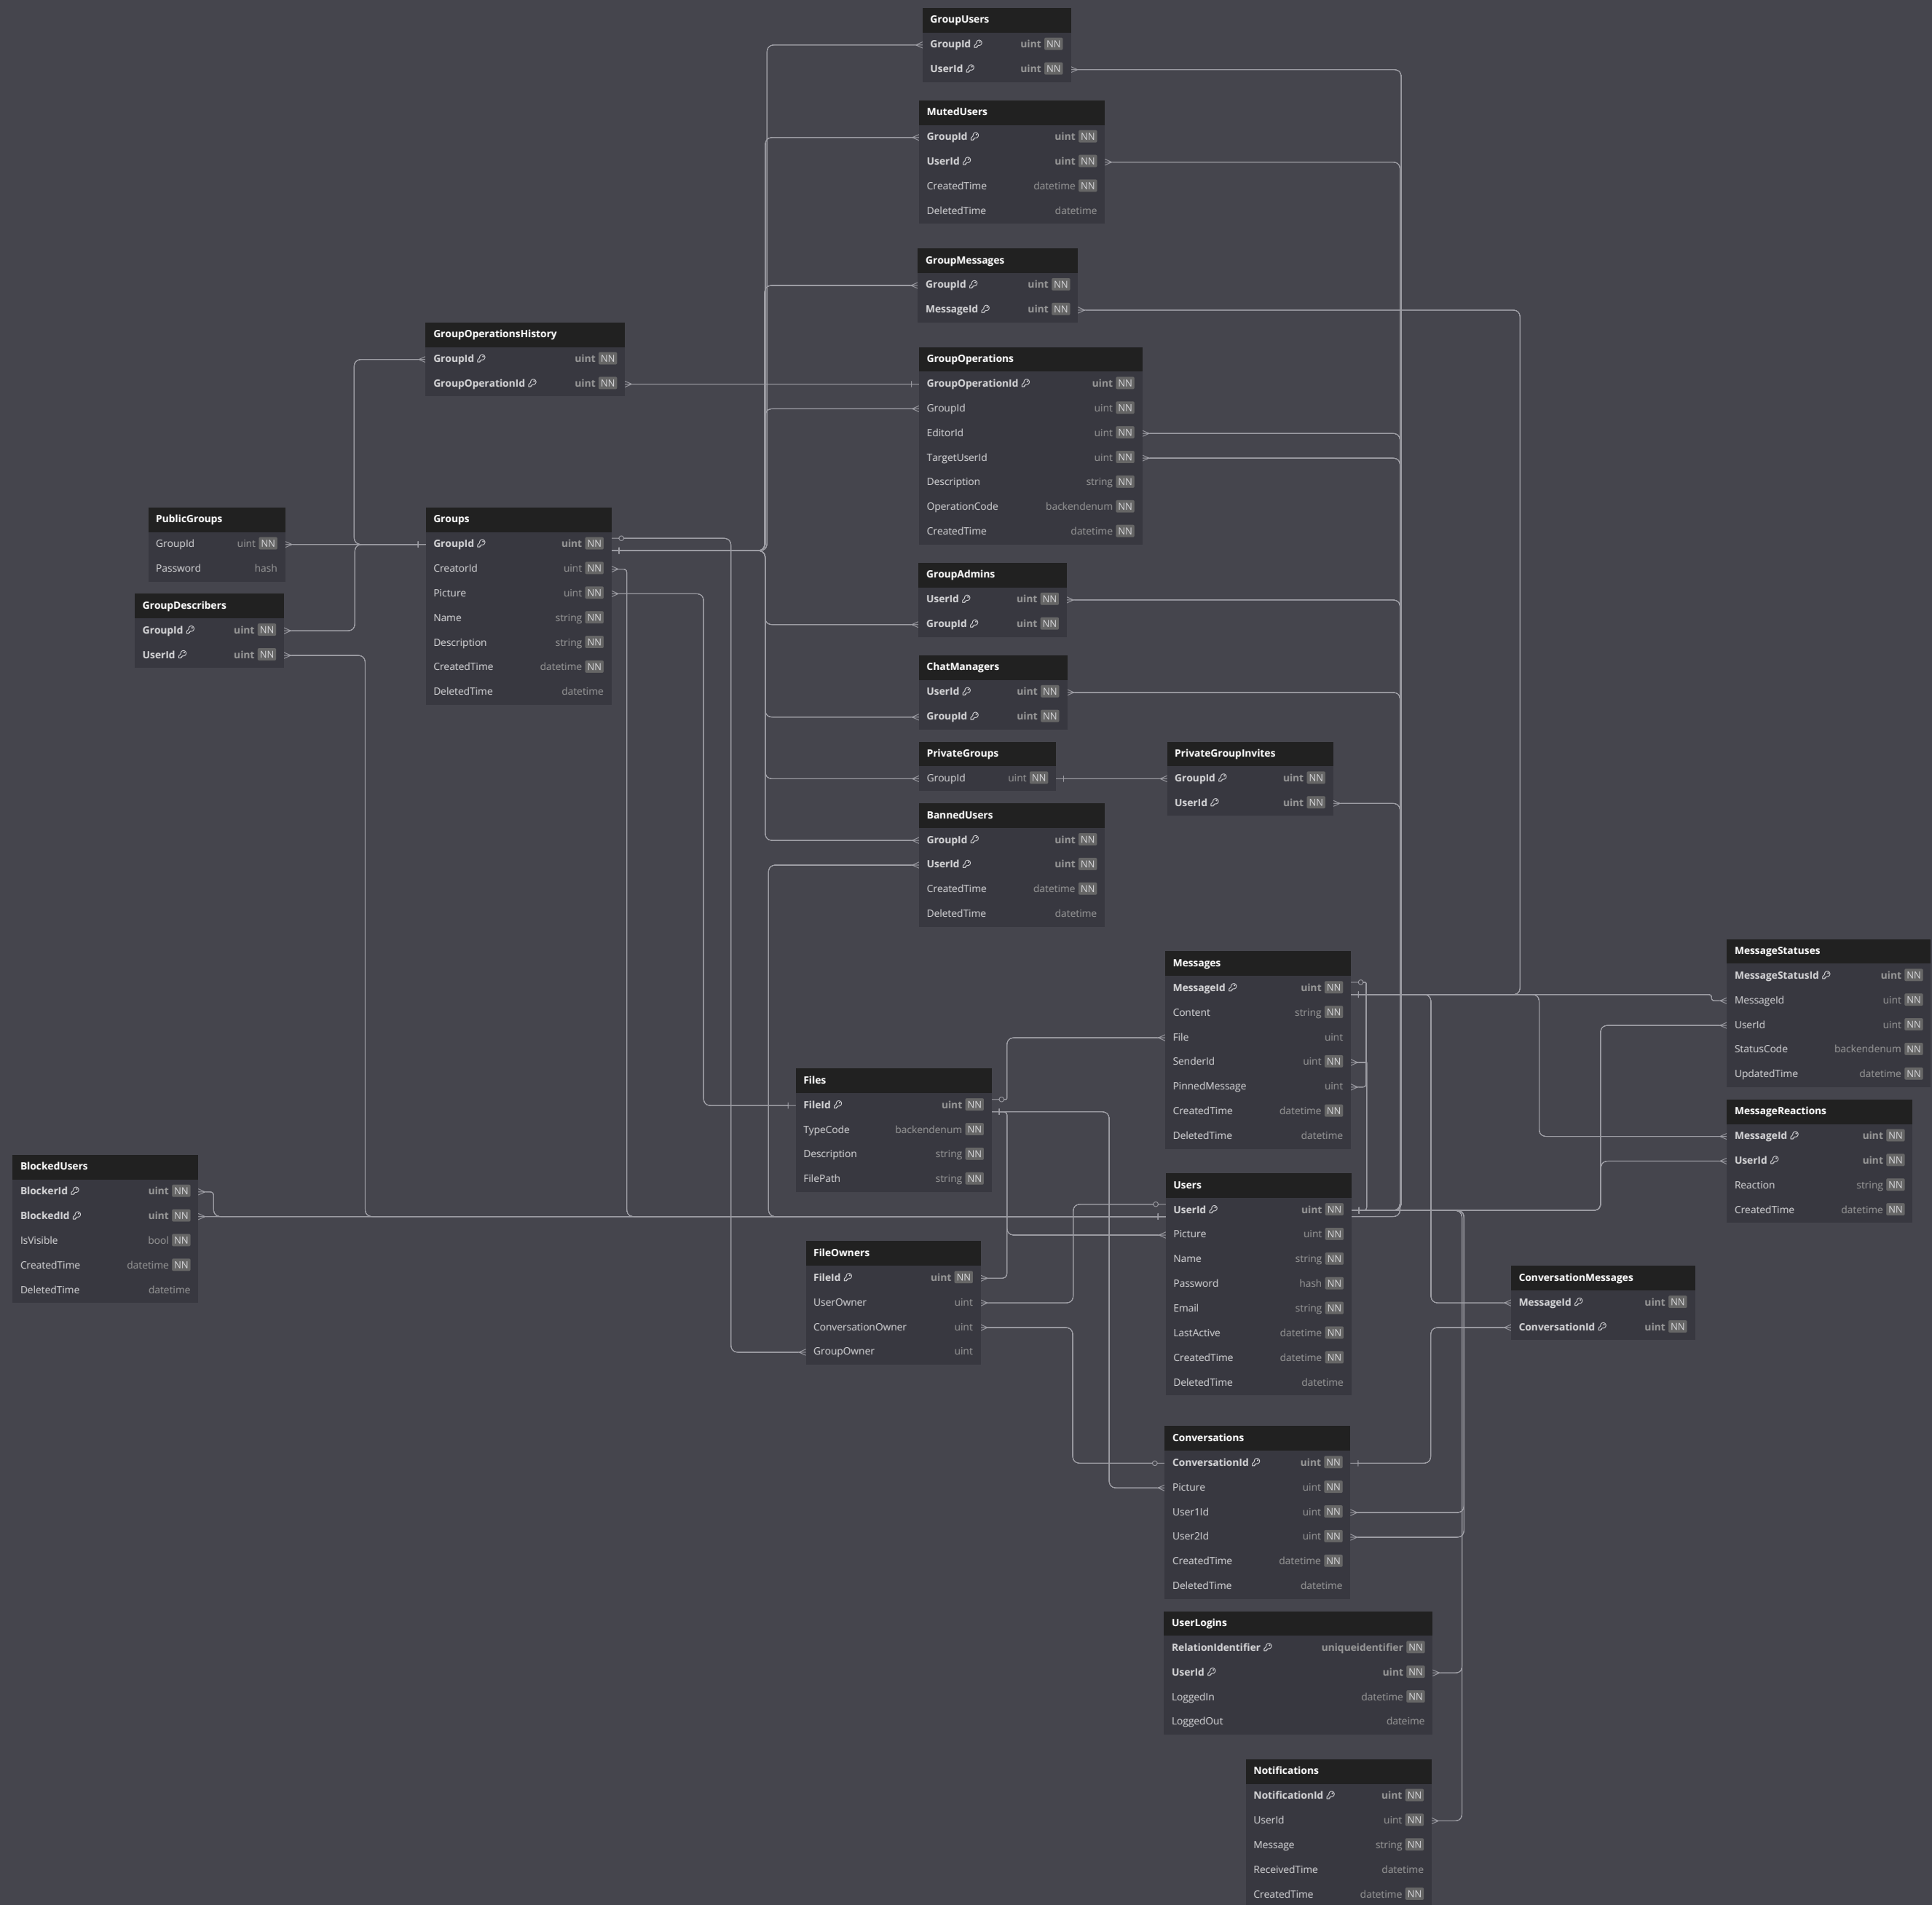 GroupUsers
GroupId uint NN
UserId uint NN
MutedUsers
GroupId uint NN
UserId uint NN
CreatedTime datetime NN
DeletedTime datetime
GroupMessages
GroupId uint NN
MessageId uint NN
GroupOperationsHistory
GroupId uint NN
GroupOperationId uint NN
GroupOperations
GroupOperationId uint NN
GroupId uint NN
EditorId uint NN
TargetUserId uint NN
Description string NN
OperationCode backendenum NN
CreatedTime datetime NN
PublicGroups
GroupId uint NN
Password hash
GroupDescribers
GroupId uint NN
UserId uint NN
Groups
GroupId uint NN
CreatorId uint NN
Picture uint NN
Name string NN
Description string NN
CreatedTime datetime NN
DeletedTime datetime
GroupAdmins
UserId uint NN
GroupId uint NN
ChatManagers
UserId uint NN
GroupId uint NN
PrivateGroups
GroupId uint NN
PrivateGroupInvites
GroupId uint NN
UserId uint NN
BannedUsers
GroupId uint NN
UserId uint NN
CreatedTime datetime NN
DeletedTime datetime
Messages
MessageId uint NN
Content string NN
File uint
SenderId uint NN
PinnedMessage uint
CreatedTime datetime NN
DeletedTime datetime
MessageStatuses
MessageStatusId uint NN
MessageId uint NN
UserId uint NN
StatusCode backendenum NN
UpdatedTime datetime NN
MessageReactions
MessageId uint NN
UserId uint NN
Reaction string NN
CreatedTime datetime NN
Files
FileId uint NN
TypeCode backendenum NN
Description string NN
FilePath string NN
BlockedUsers
BlockerId uint NN
BlockedId uint NN
IsVisible bool NN
CreatedTime datetime NN
DeletedTime datetime
Users
UserId uint NN
Picture uint NN
Name string NN
Password hash NN
Email string NN
LastActive datetime NN
CreatedTime datetime NN
DeletedTime datetime
FileOwners
FileId uint NN
UserOwner uint
ConversationOwner uint
GroupOwner uint
ConversationMessages
MessageId uint NN
ConversationId uint NN
Conversations
ConversationId uint NN
Picture uint NN
User1Id uint NN
User2Id uint NN
CreatedTime datetime NN
DeletedTime datetime
UserLogins
RelationIdentifier uniqueidentifier NN
UserId uint NN
LoggedIn datetime NN
LoggedOut dateime
Notifications
NotificationId uint NN
UserId uint NN
Message string NN
ReceivedTime datetime
CreatedTime datetime NN